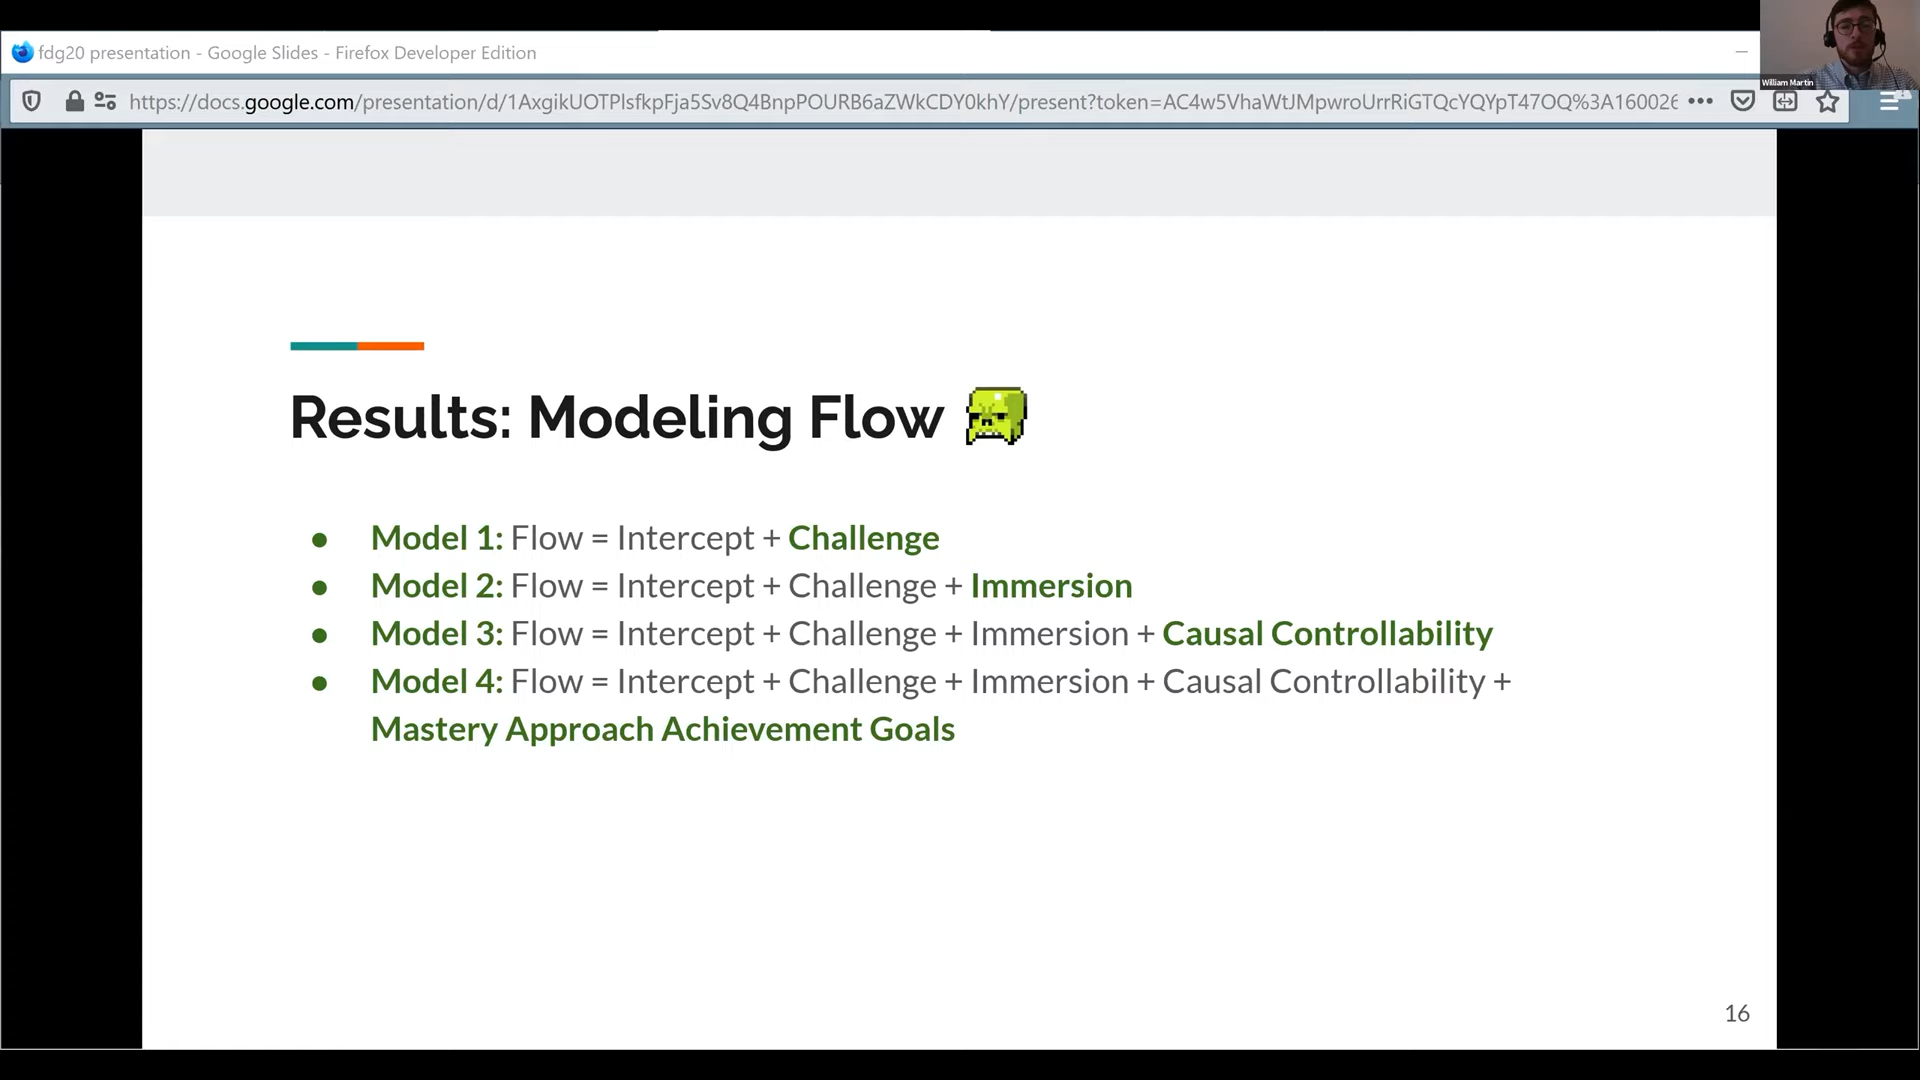 fdg20 presentation - Google Slides - Firefox Developer Edition
William Martin
https://docs.google.com/presentation/d/1AxgikUOTPlsfkpFja5Sv8Q4BnpPOURB6aZWkCDY0khY/present?token=AC4w5VhaWtJMpwroUrrRiGTQcYQYpT47OQ%3A160026
Results: Modeling Flow
● Model 1: Flow = Intercept + Challenge
● Model 2: Flow = Intercept + Challenge + Immersion
● Model 3: Flow = Intercept + Challenge + Immersion + Causal Controllability
● Model 4: Flow = Intercept + Challenge + Immersion + Causal Controllability +
Mastery Approach Achievement Goals
16